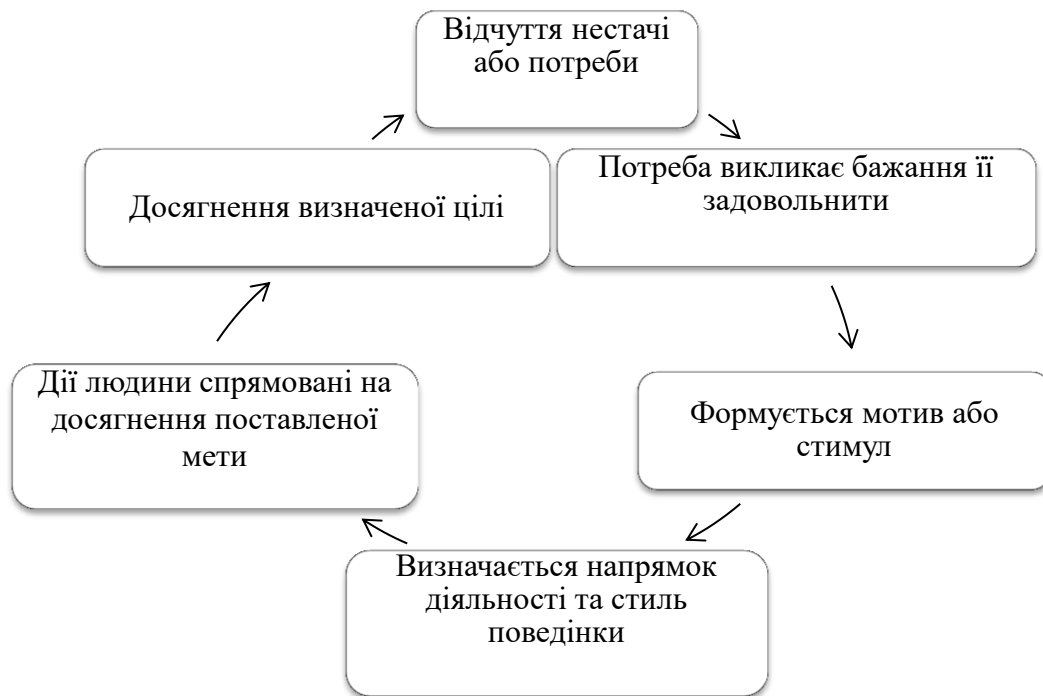 Відчуття нестачі
або потреби
Потреба викликає бажання її
задовольнити
Формується мотив або
стимул
Визначається напрямок
діяльності та стиль
поведінки
Дії людини спрямовані на
досягнення поставленої
мети
Досягнення визначеної цілі